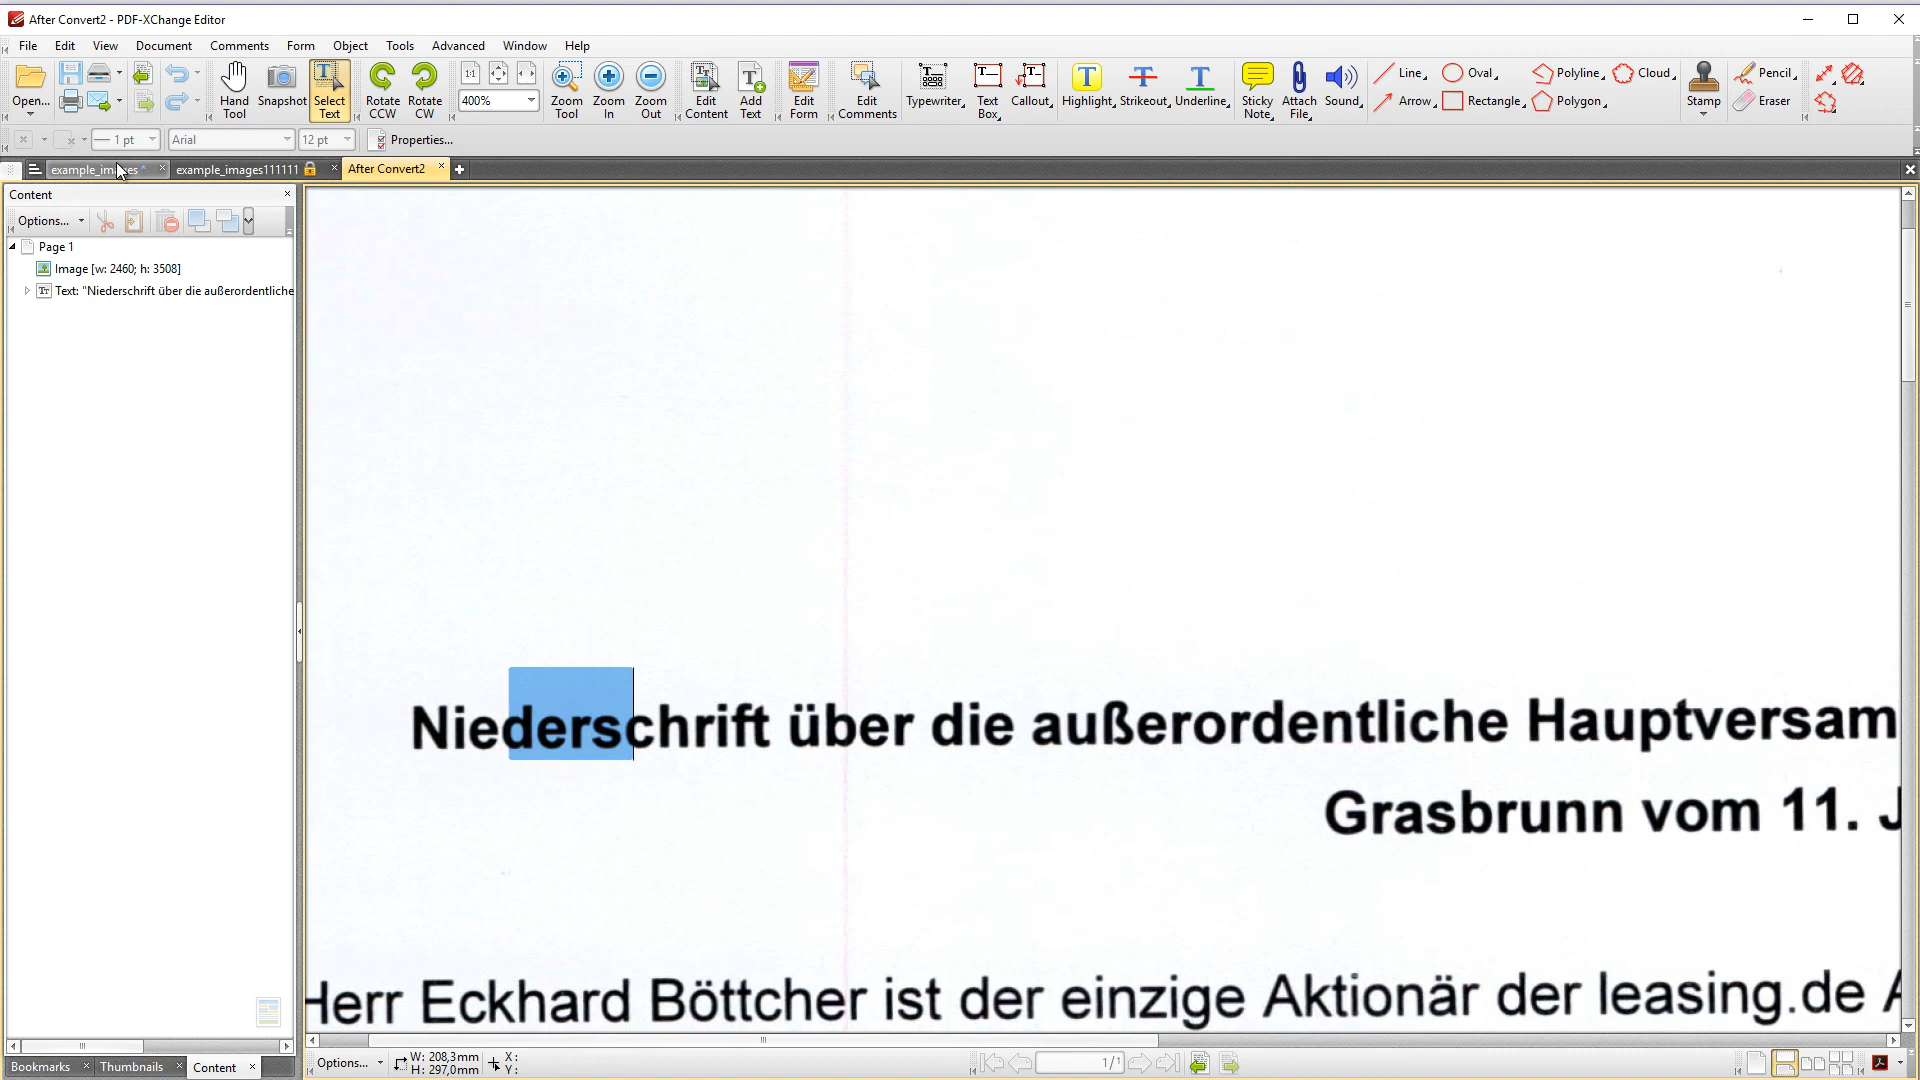 After Convert2 - PDF-XChange Editor
File Edit View Document Comments Form Object Tools Advanced Window Help
Open... Hand Tool Snapshot Select Text Rotate CCW Rotate CW 1:1 400% Zoom Tool Zoom In Zoom Out Edit Content Add Text Edit Form Edit Comments Typewriter Text Box Callout Highlight Strikeout Underline Sticky Note Attach File Sound Line Arrow Oval Rectangle Polyline Polygon Cloud Stamp Pencil Eraser
1 pt Arial 12 pt Properties...
example_images * example_images111111 After Convert2
Content
Options...
Page 1
Image [w: 2460; h: 3508]
Text: "Niederschrift über die außerordentliche
Niederschrift über die außerordentliche Hauptversam
Grasbrunn vom 11. J
Herr Eckhard Böttcher ist der einzige Aktionär der leasing.de A
Bookmarks Thumbnails Content
Options... W: 208,3mm X:
H: 297,0mm Y:
1/1